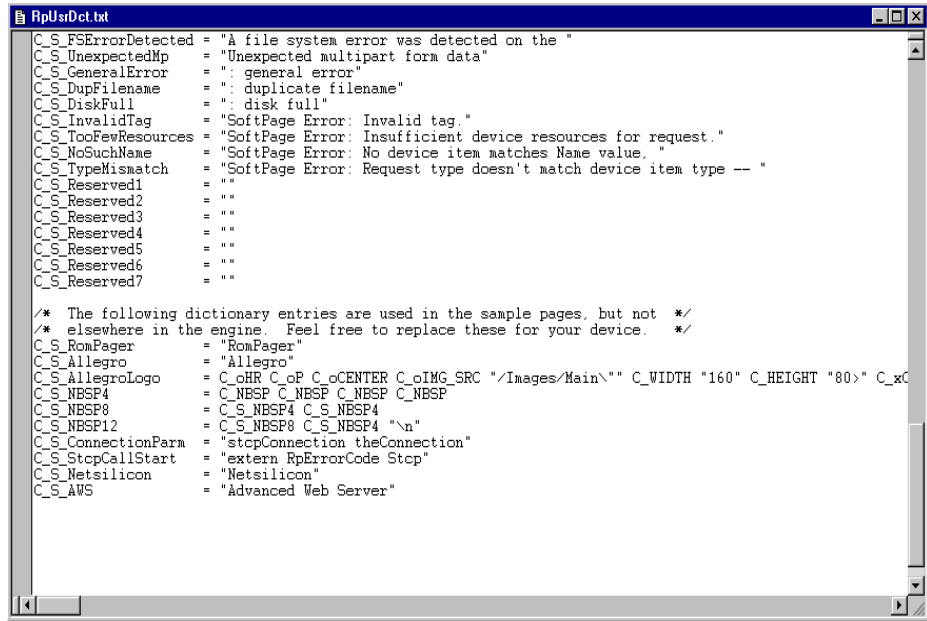 RpUsrDct.txt
C_S_FSErrorDetected = "A file system error was detected on the "
C_S_UnexpectedMp    = "Unexpected multipart form data"
C_S_GeneralError    = ": general error"
C_S_DupFilename     = ": duplicate filename"
C_S_DiskFull        = ": disk full"
C_S_InvalidTag      = "SoftPage Error: Invalid tag."
C_S_TooFewResources = "SoftPage Error: Insufficient device resources for request."
C_S_NoSuchName      = "SoftPage Error: No device item matches Name value, "
C_S_TypeMismatch    = "SoftPage Error: Request type doesn't match device item type -- "
C_S_Reserved1       = ""
C_S_Reserved2       = ""
C_S_Reserved3       = ""
C_S_Reserved4       = ""
C_S_Reserved5       = ""
C_S_Reserved6       = ""
C_S_Reserved7       = ""
/*  The following dictionary entries are used in the sample pages, but not  */
/*  elsewhere in the engine.  Feel free to replace these for your device.   */
C_S_RomPager        = "RomPager"
C_S_Allegro         = "Allegro"
C_S_AllegroLogo     = C_oHR C_oP C_oCENTER C_oIMG_SRC "/Images/Main\"" C_WIDTH "160" C_HEIGHT "80>" C_xC
C_S_NBSP4           = C_NBSP C_NBSP C_NBSP C_NBSP
C_S_NBSP8           = C_S_NBSP4 C_S_NBSP4
C_S_NBSP12          = C_S_NBSP8 C_S_NBSP4 "\n"
C_S_ConnectionParm  = "stcpConnection theConnection"
C_S_StcpCallStart   = "extern RpErrorCode Stcp"
C_S_Netsilicon      = "Netsilicon"
C_S_AWS             = "Advanced Web Server"